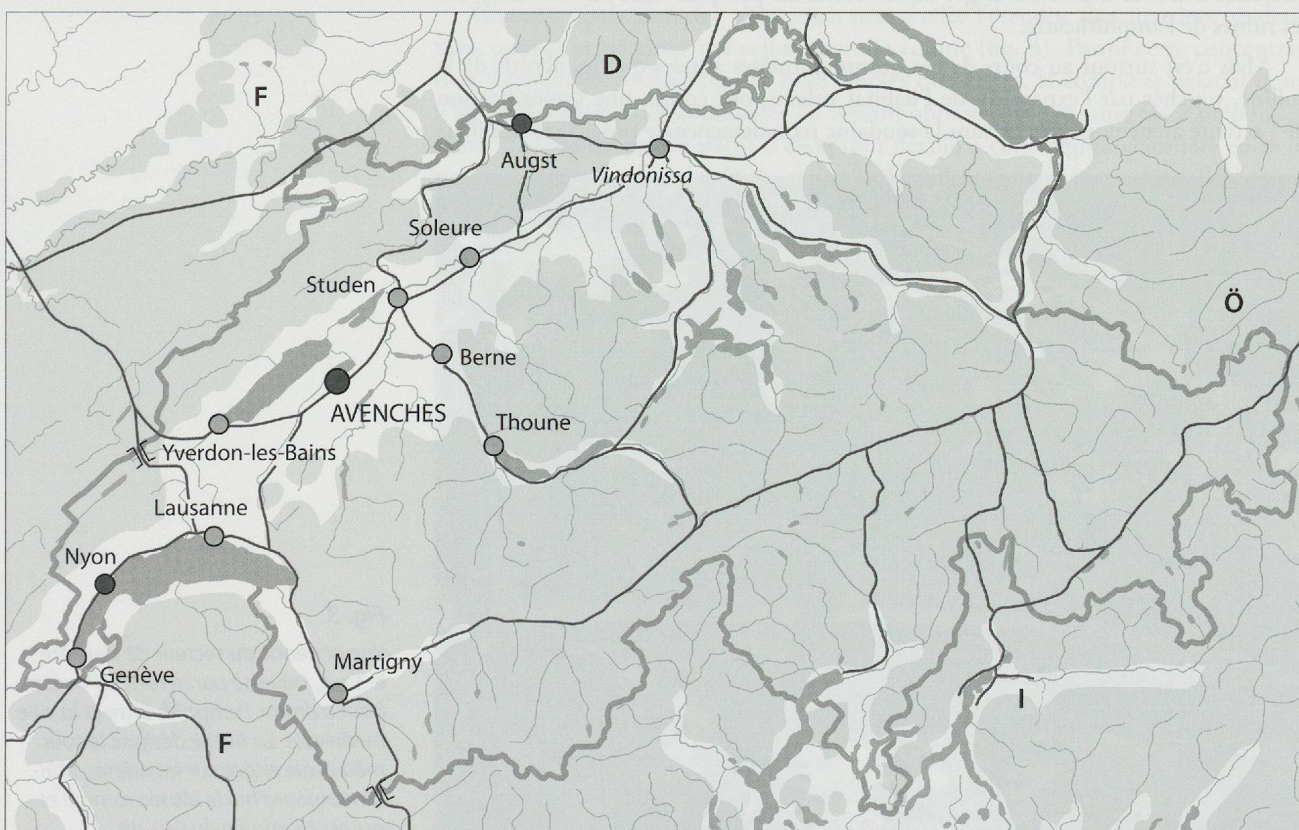 D
F
Augst
Vindonissa
Soleure
Studen
Ö
Berne
AVENCHES
Thoune
Yverdon-les-Bains
Lausanne
Nyon
Martigny
Genève
I
F